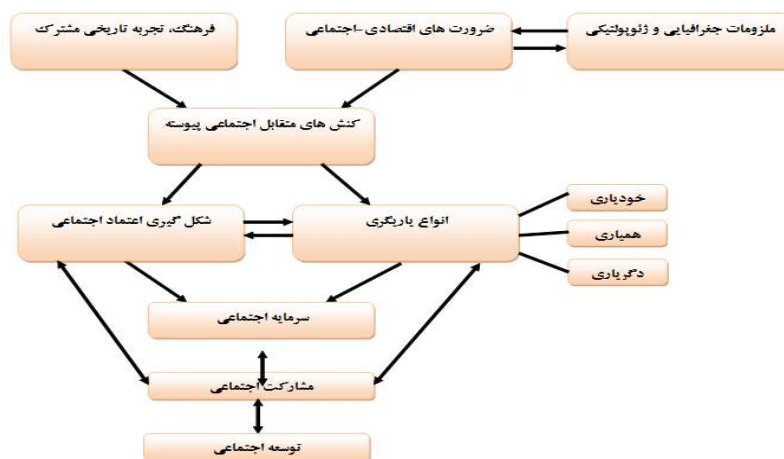 ملزومات جغرافیایی و ژئوپولتیکی
ضرورت های اقتصادی-اجتماعی
فرهنگ، تجربه تاریخی مشترک
کنش های متقابل اجتماعی پیوسته
انواع یاریگری
شکل گیری اعتماد اجتماعی
خودیاری
همیاری
دگریاری
سرمایه اجتماعی
مشارکت اجتماعی
توسعه اجتماعی